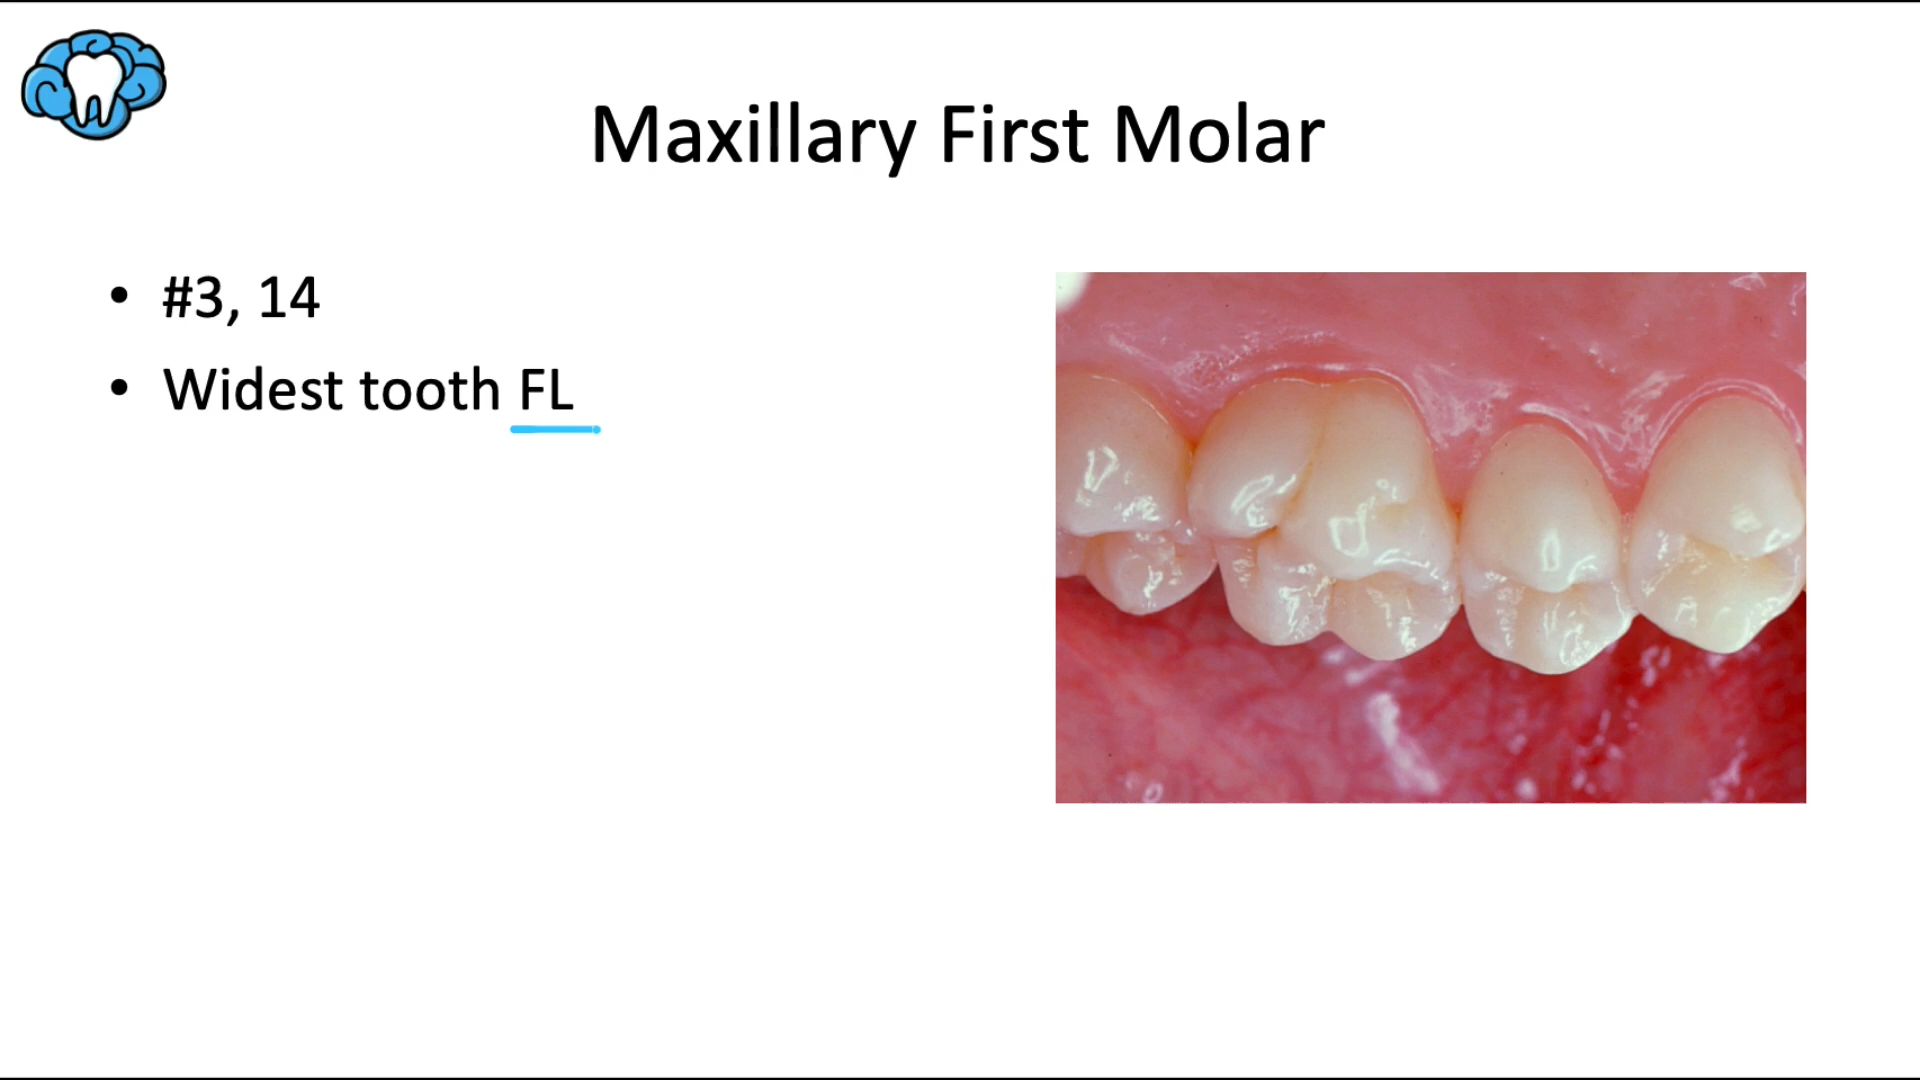 Maxillary First Molar
• #3, 14
• Widest tooth FL